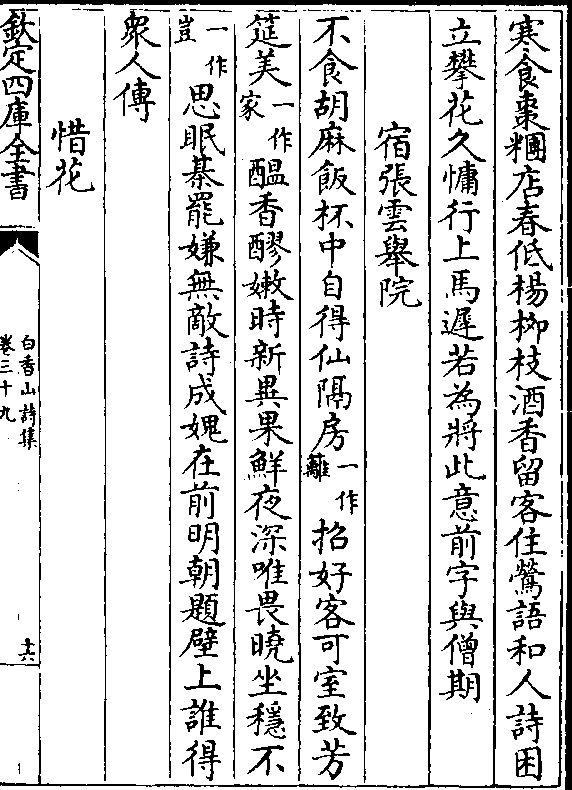 寒食棗糰店春低楊柳枝酒香留客住鶯語和人詩困
立攀花久慵行上馬遲若為將此意前字與僧期
宿張雲舉院
不食胡麻飯杯中自得仙隔房一作籬招好客可室致芳
筵美一作家醖香醪嫩時新異果鮮夜深唯畏曉坐穩不
一作豈思眠棊罷嫌無敵詩成媿在前明朝題壁上誰得
衆人傳
惜花
欽定四庫全書
白香山詩集
卷三十九
十六